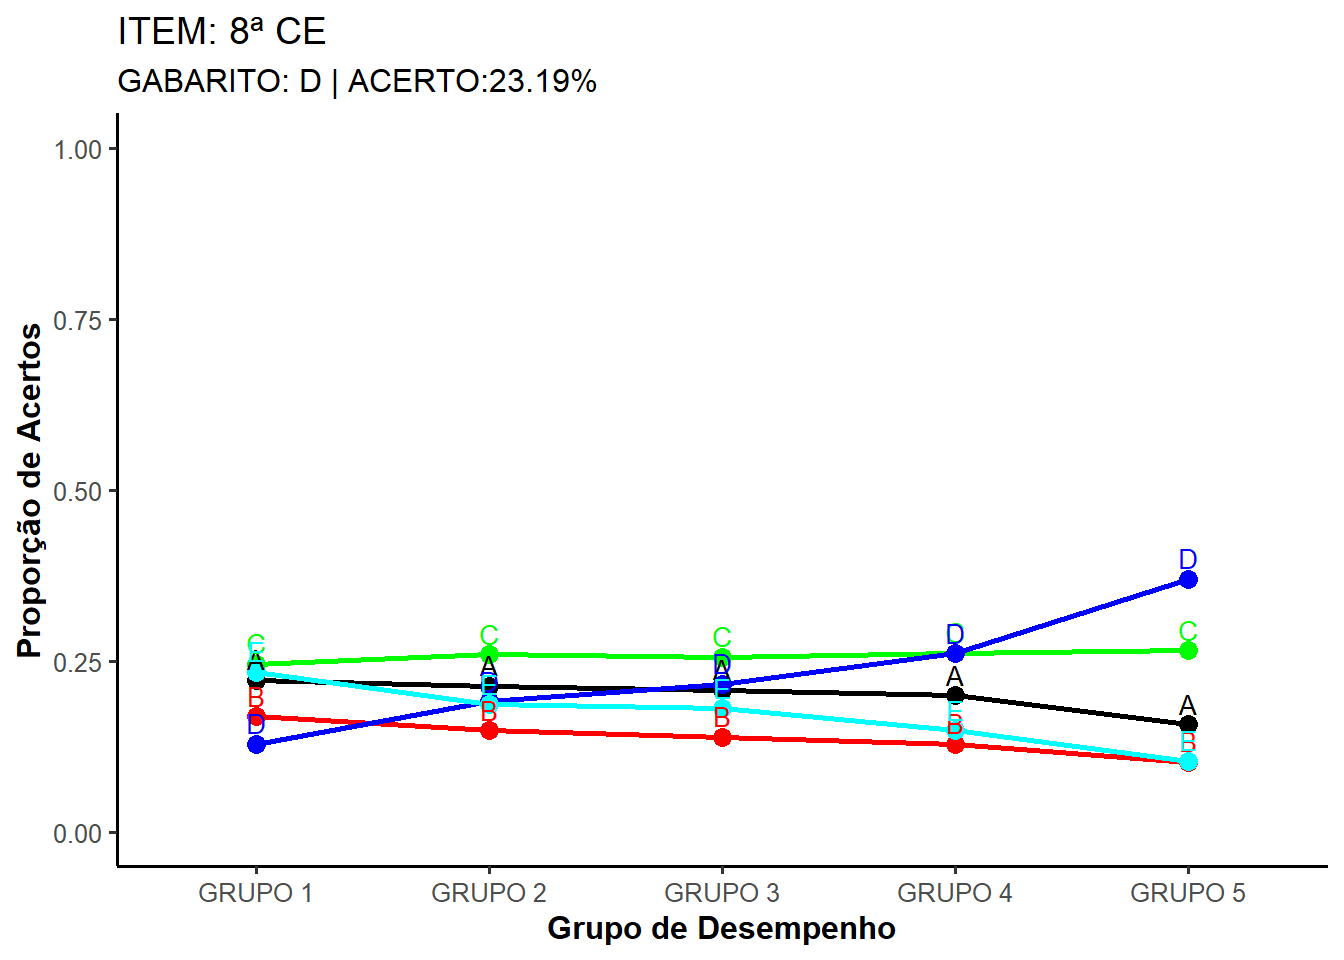 ITEM: 8ª CE
GABARITO: D | ACERTO:23.19%
Proporção de Acertos
1.00
0.75
0.50
0.25
0.00
C E A B D
C A D E B
C D A E B
C D A E B
D C A E B
GRUPO 1 GRUPO 2 GRUPO 3 GRUPO 4 GRUPO 5
Grupo de Desempenho